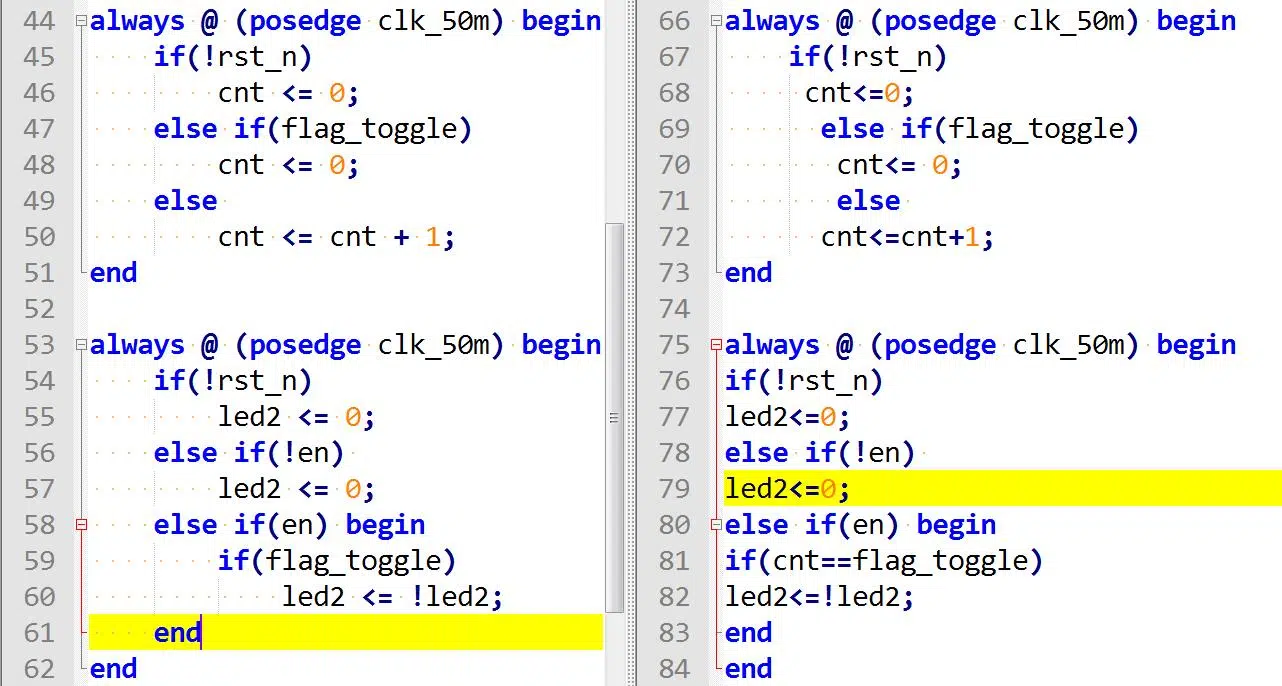 44 always @ (posedge clk_50m) begin
45 if(!rst_n)
46 cnt <= 0;
47 else if(flag_toggle)
48 cnt <= 0;
49 else
50 cnt <= cnt + 1;
51 end
52
53 always @ (posedge clk_50m) begin
54 if(!rst_n)
55 led2 <= 0;
56 else if(!en)
57 led2 <= 0;
58 else if(en) begin
59 if(flag_toggle)
60 led2 <= !led2;
61 end
62 end
66 always @ (posedge clk_50m) begin
67 if(!rst_n)
68 cnt<=0;
69 else if(flag_toggle)
70 cnt<= 0;
71 else
72 cnt<=cnt+1;
73 end
74
75 always @ (posedge clk_50m) begin
76 if(!rst_n)
77 led2<=0;
78 else if(!en)
79 led2<=0;
80 else if(en) begin
81 if(cnt==flag_toggle)
82 led2<=!led2;
83 end
84 end